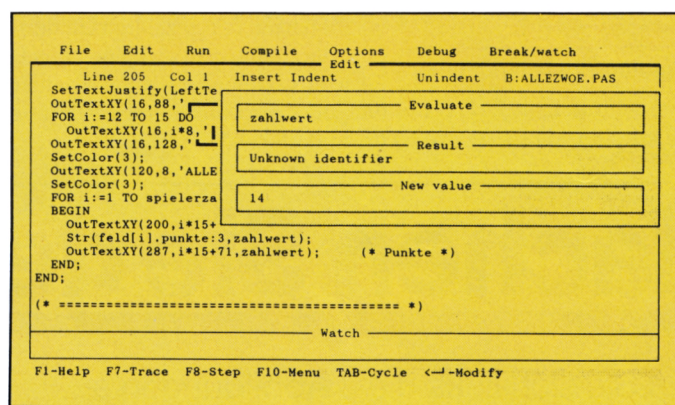 File Edit Run Compile Options Debug Break/watch
Edit
Line 205 Col 1 Insert Indent Unindent B:ALLEZWOE.PAS
SetTextJustify(LeftTe
OutTextXY(16,88,'
FOR i:=12 TO 15 DO
OutTextXY(16,i*8,'
OutTextXY(16,128,'
SetColor(3);
OutTextXY(120,8,'ALLE
SetColor(3);
FOR i:=1 TO spielerza
BEGIN
OutTextXY(200,i*15+
Str(feld[i].punkte:3,zahlwert);
OutTextXY(287,i*15+71,zahlwert); (* Punkte *)
END;
END;
(* ========================================== *)
Evaluate
zahlwert
Result
Unknown identifier
New value
14
Watch
F1-Help F7-Trace F8-Step F10-Menu TAB-Cycle <─┘-Modify